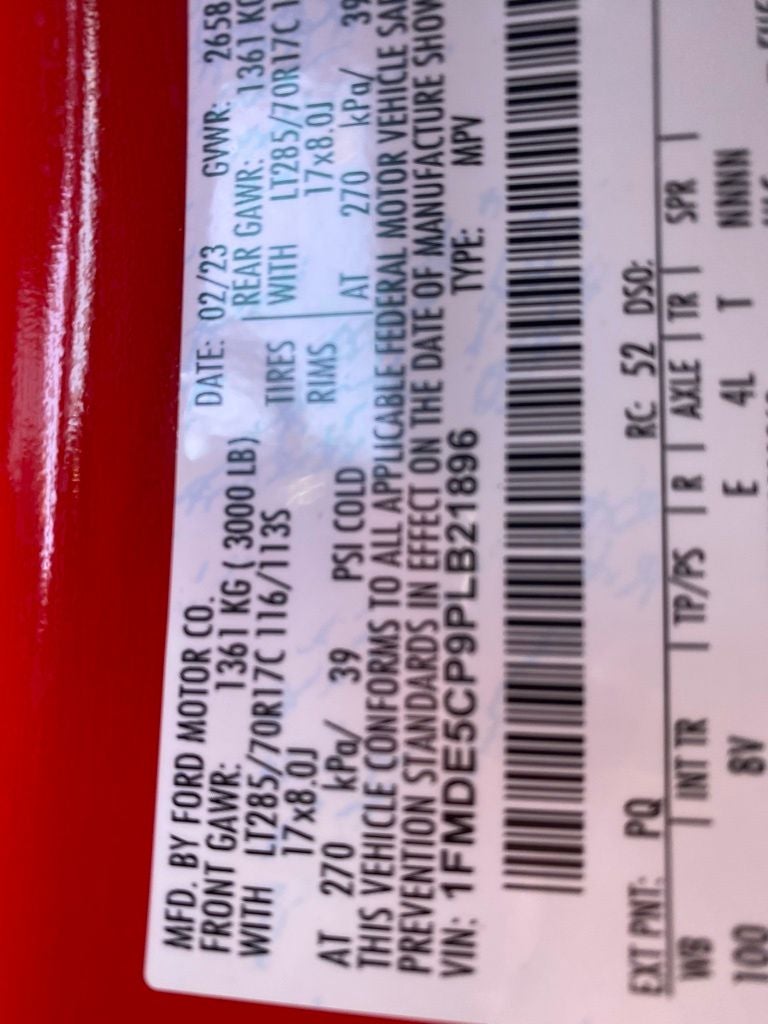 MFD. BY FORD MOTOR CO. DATE: 02/23 GVWR: 2658
FRONT GAWR: 1361 KG ( 3000 LB) REAR GAWR: 1361 KG
WITH LT285/70R17C 116/113S TIRES WITH LT285/70R17C
17x8.0J RIMS 17x8.0J
AT 270 kPa/ 39 PSI COLD AT 270 kPa/ 39
THIS VEHICLE CONFORMS TO ALL APPLICABLE FEDERAL MOTOR VEHICLE
PREVENTION STANDARDS IN EFFECT ON THE DATE OF MANUFACTURE
VIN: 1FMDE5CP9PLB21896 TYPE: MPV
EXT PNT: PQ RC: 52 DSO:
WB | INT TR | TP/PS | R | AXLE | TR | SPR |
100 8V E 4L T NNNN